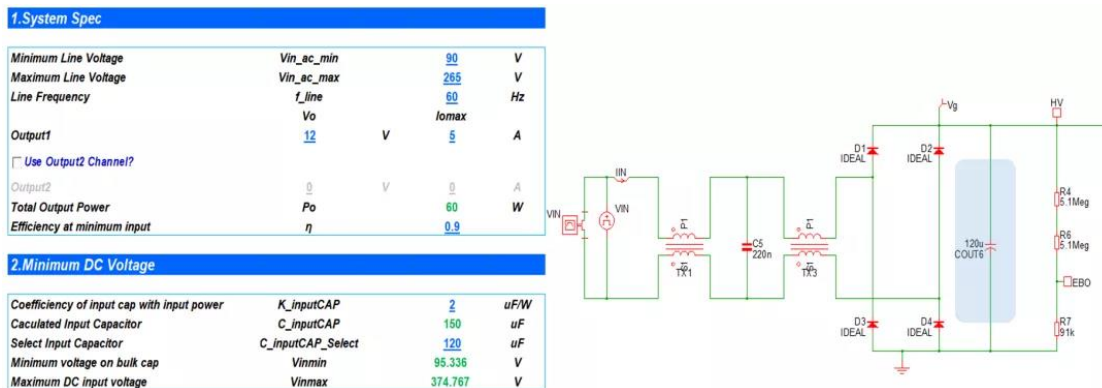 1.System Spec
Minimum Line Voltage Vin_ac_min 90 V
Maximum Line Voltage Vin_ac_max 265 V
Line Frequency f_line 60 Hz
Vo Iomax
Output1 12 V 5 A
Use Output2 Channel?
Output2 0 V 0 A
Total Output Power Po 60 W
Efficiency at minimum input η 0.9
2.Minimum DC Voltage
Coefficiency of input cap with input power K_inputCAP 2 uF/W
Caculated Input Capacitor C_inputCAP 150 uF
Select Input Capacitor C_inputCAP_Select 120 uF
Minimum voltage on bulk cap Vinmin 95.336 V
Maximum DC input voltage Vinmax 374.767 V
Vg
HV
D1
IDEAL
D2
IDEAL
IIN
VIN
VIN
P1
TX1
C5
220n
P1
TX3
120u
COUT6
R4
5.1Meg
R6
5.1Meg
EBO
R7
91k
D3
IDEAL
D4
IDEAL